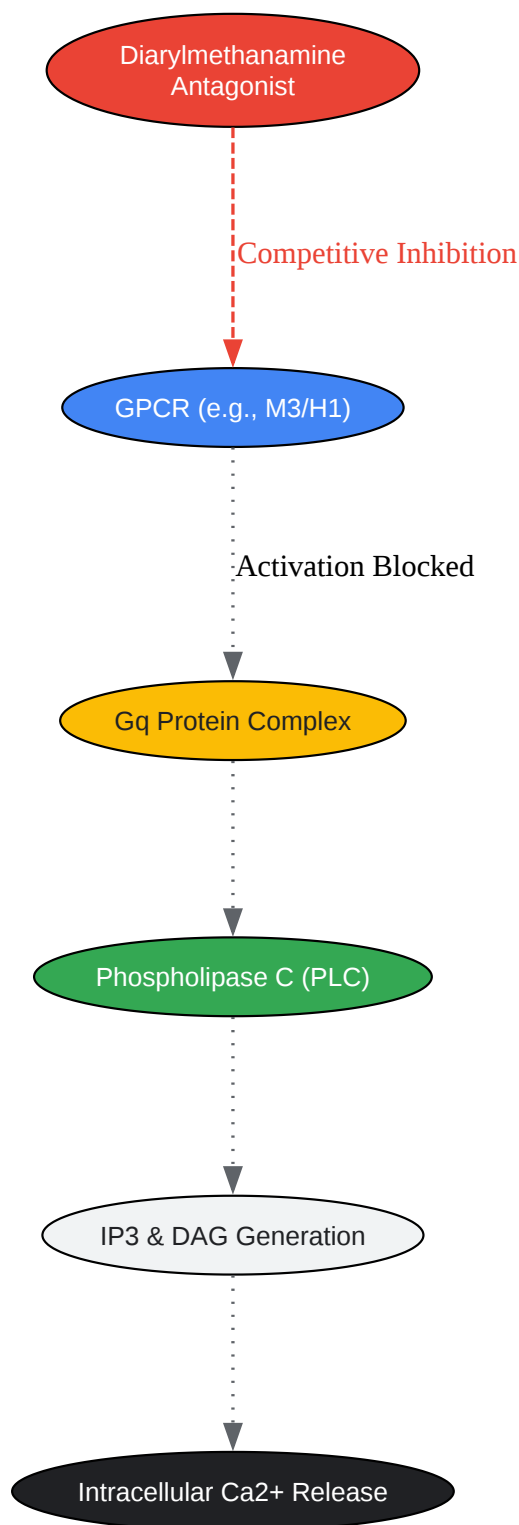 Diarylmethanamine
Antagonist
Competitive Inhibition
GPCR (e.g., M3/H1)
Activation Blocked
Gq Protein Complex
Phospholipase C (PLC)
IP3 & DAG Generation
Intracellular Ca2+ Release